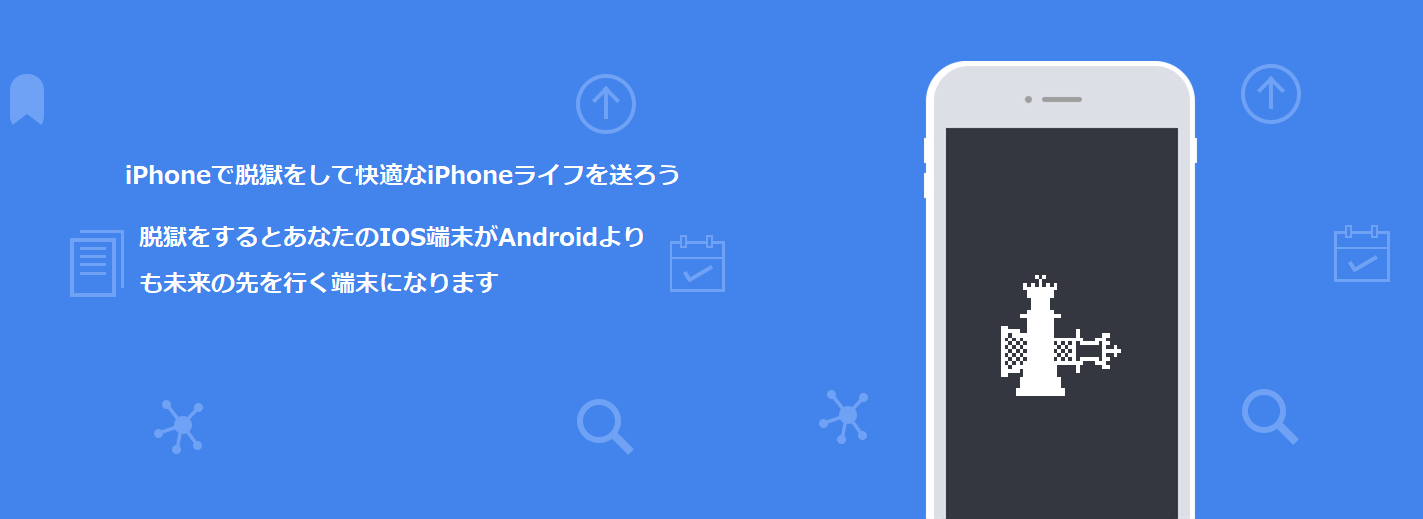 iPhoneで脱獄をして快適なiPhoneライフを送ろう
脱獄をするとあなたのIOS端末がAndroidより
も未来の先を行く端末になります